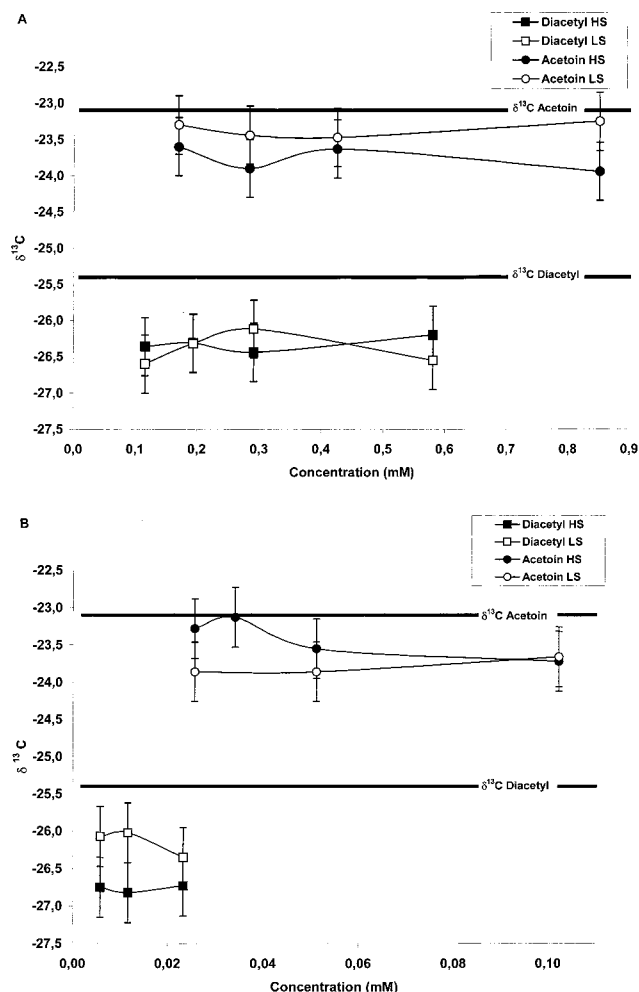 A
Diacetyl HS
Diacetyl LS
Acetoin HS
Acetoin LS
-22,5
-23,0
-23,5
-24,0
-24,5
-25,0
-25,5
-26,0
-26,5
-27,0
-27,5
δ13C Acetoin
δ13C Diacetyl
δ13C
0,0 0,1 0,2 0,3 0,4 0,5 0,6 0,7 0,8 0,9
Concentration (mM)
B
Diacetyl HS
Diacetyl LS
Acetoin HS
Acetoin LS
-22,5
-23,0
-23,5
-24,0
-24,5
-25,0
-25,5
-26,0
-26,5
-27,0
-27,5
δ13C Acetoin
δ13C Diacetyl
δ 13C
0,00 0,02 0,04 0,06 0,08 0,10
Concentration (mM)